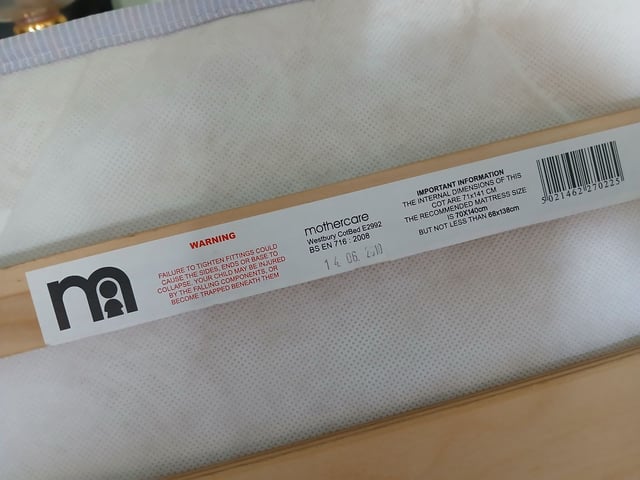 m
WARNING
FAILURE TO TIGHTEN FITTINGS COULD
CAUSE THE SIDES, ENDS OR BASE TO
COLLAPSE. YOUR CHILD MAY BE INJURED
BY THE FALLING COMPONENTS, OR
BECOME TRAPPED BENEATH THEM
mothercare
Westbury CotBed E2992
BS EN 716 : 2008
14 06 2010
IMPORTANT INFORMATION
THE INTERNAL DIMENSIONS OF THIS
COT ARE 71x141 CM
THE RECOMMENDED MATTRESS SIZE
IS 70X140cm
BUT NOT LESS THAN 68x138cm
5021462270225